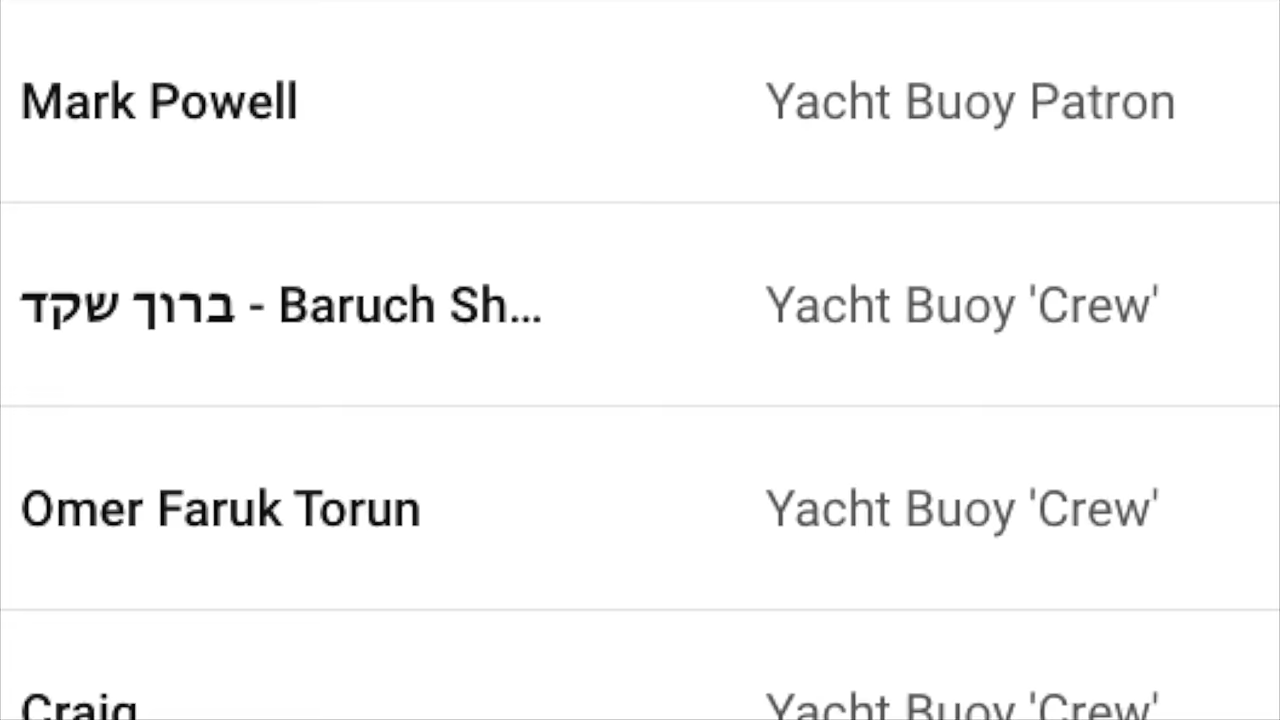 Mark Powell Yacht Buoy Patron
ברוך שקד - Baruch Sh... Yacht Buoy 'Crew'
Omer Faruk Torun Yacht Buoy 'Crew'
Craig Yacht Buoy 'Crew'